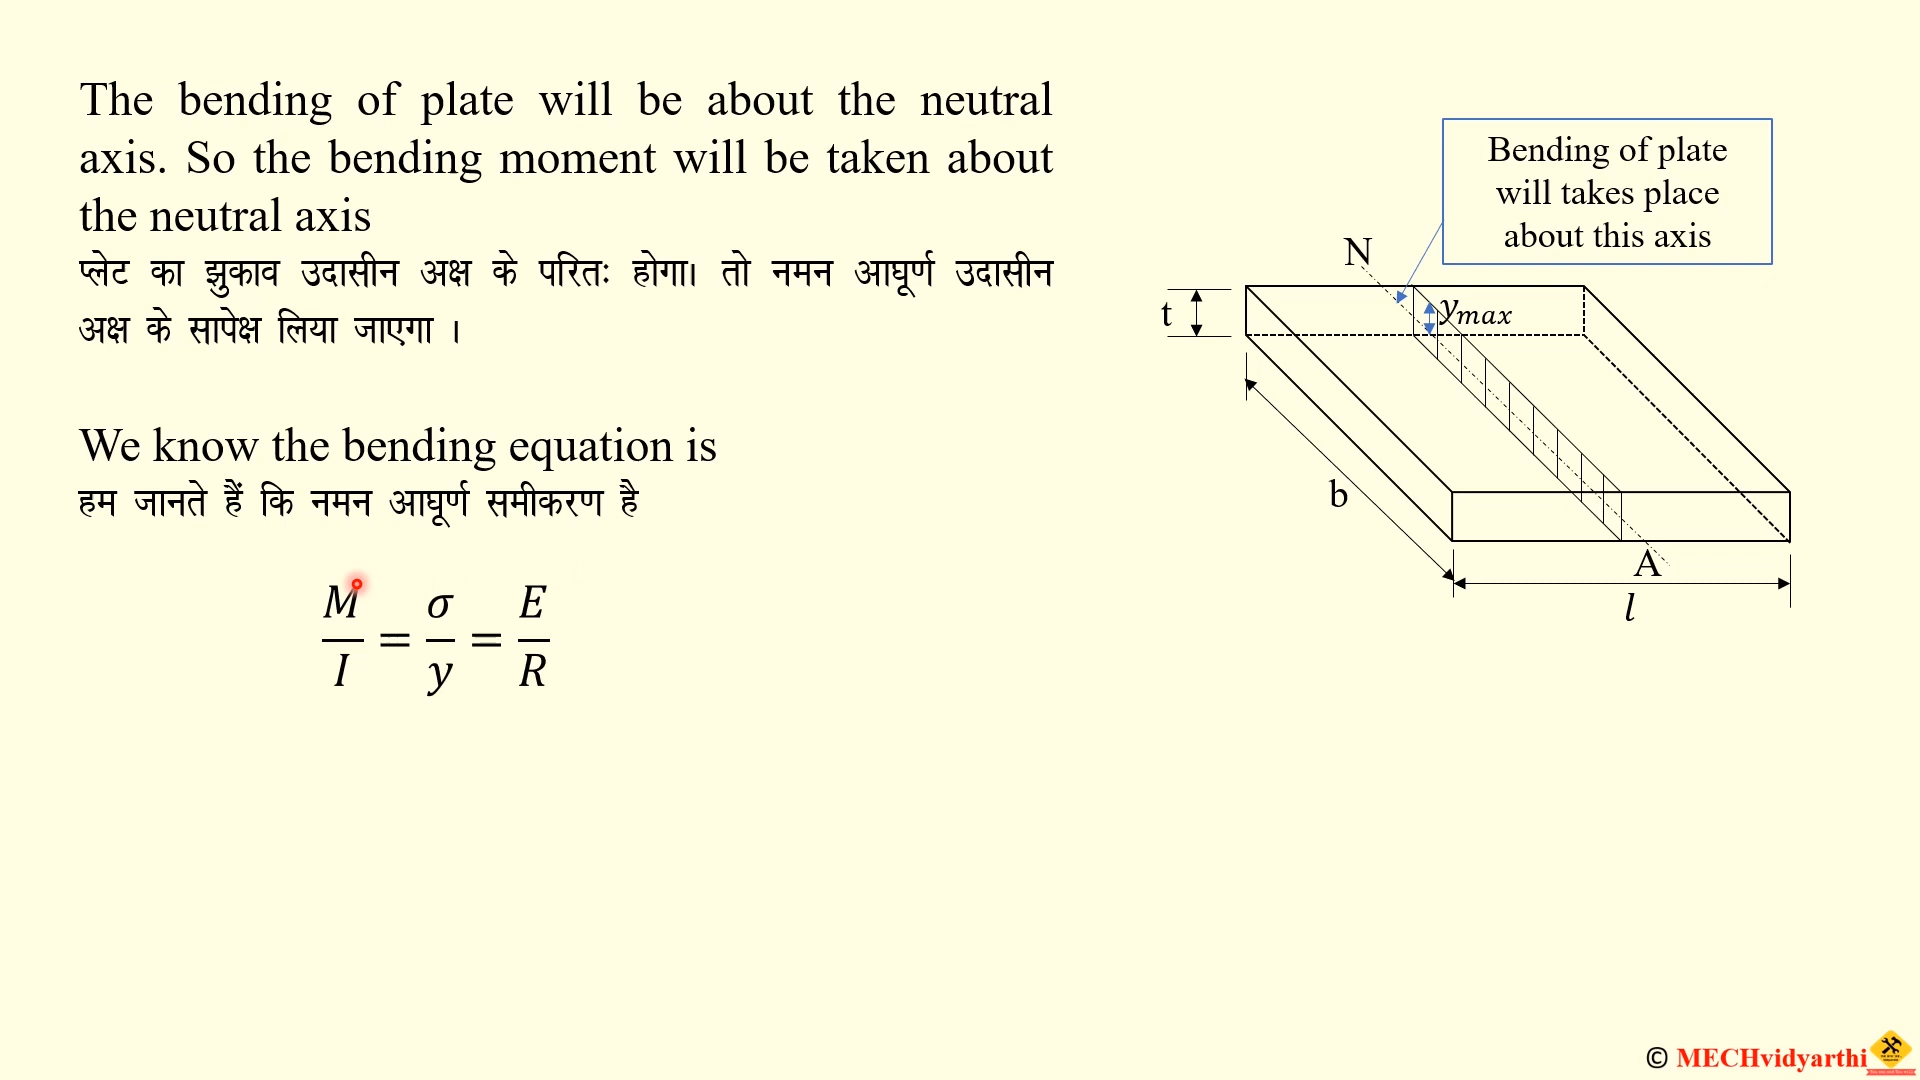 The bending of plate will be about the neutral
axis. So the bending moment will be taken about
the neutral axis
प्लेट का झुकाव उदासीन अक्ष के परितः होगा। तो नमन आघूर्ण उदासीन
अक्ष के सापेक्ष लिया जाएगा ।
We know the bending equation is
हम जानते हैं कि नमन आघूर्ण समीकरण है
M/I = σ/y = E/R
Bending of plate
will takes place
about this axis
N
t
y_max
b
A
l
© MECHvidyarthi